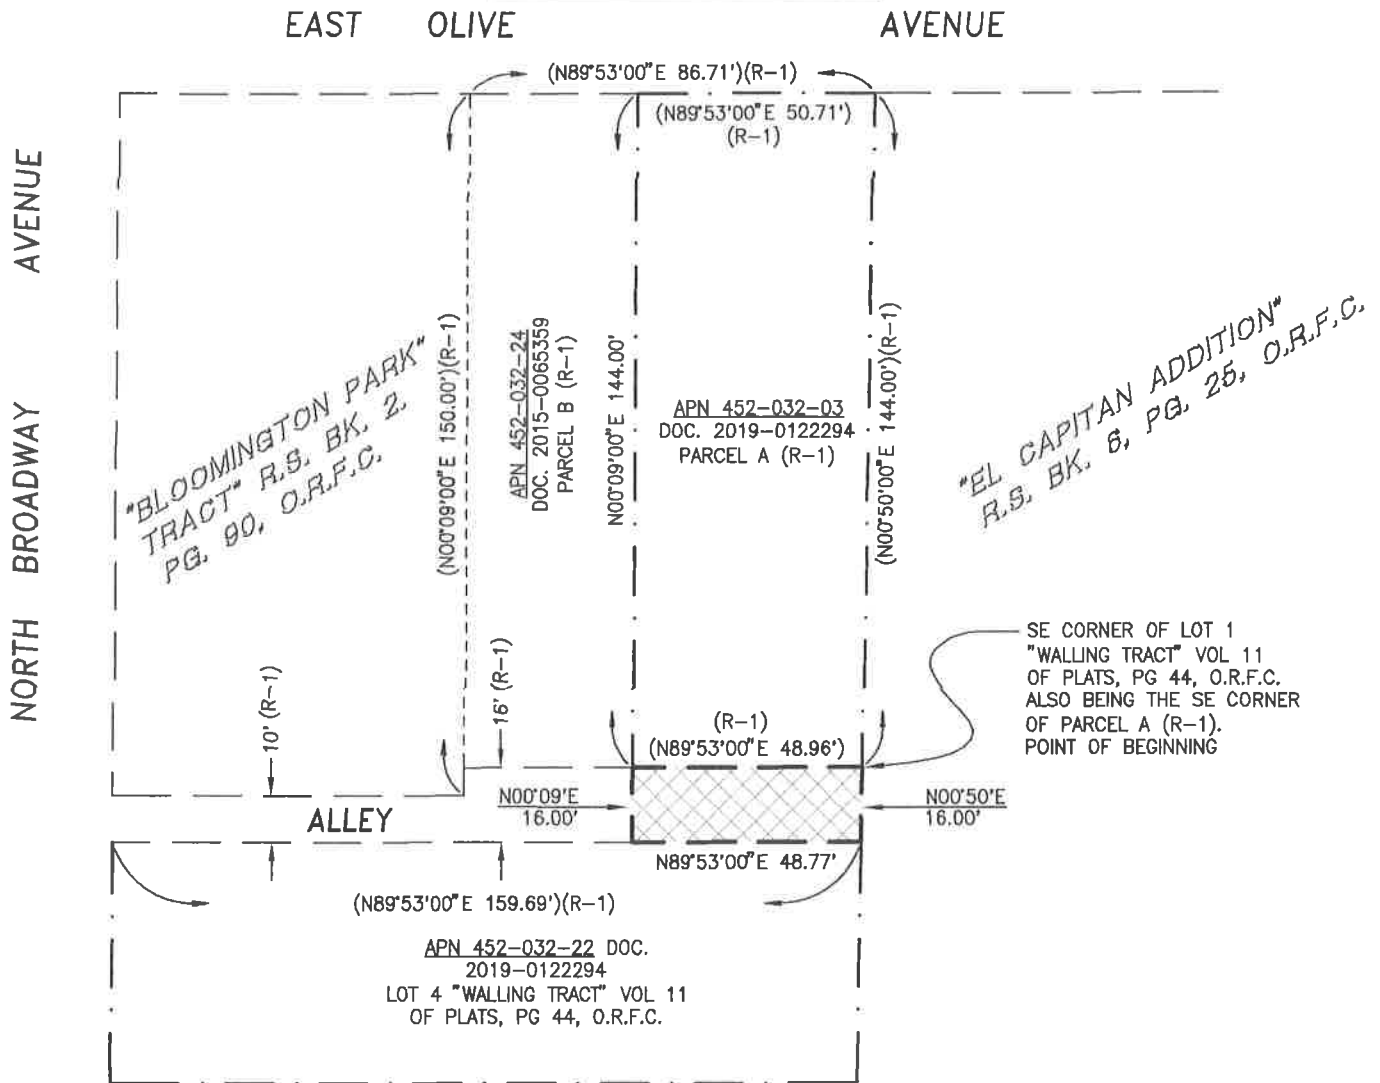 EAST OLIVE AVENUE
(N89°53'00"E 86.71')(R-1)
(N89°53'00"E 50.71')
(R-1)
NORTH BROADWAY AVENUE
"BLOOMINGTON PARK"
TRACT" R.S. BK. 2,
PG. 90, O.R.F.C.
(N00°09'00"E 150.00')(R-1)
APN 452-032-24
DOC. 2015-0065359
PARCEL B (R-1)
N00°09'00"E 144.00'
APN 452-032-03
DOC. 2019-0122294
PARCEL A (R-1)
(N00°50'00"E 144.00')(R-1)
"EL CAPITAN ADDITION"
R.S. BK. 6, PG. 25, O.R.F.C.
SE CORNER OF LOT 1
"WALLING TRACT" VOL 11
OF PLATS, PG 44, O.R.F.C.
ALSO BEING THE SE CORNER
OF PARCEL A (R-1).
POINT OF BEGINNING
10' (R-1)
16' (R-1)
(R-1)
(N89°53'00"E 48.96')
N00°09'E
16.00'
N00°50'E
16.00'
ALLEY
N89°53'00"E 48.77'
(N89°53'00"E 159.69')(R-1)
APN 452-032-22 DOC.
2019-0122294
LOT 4 "WALLING TRACT" VOL 11
OF PLATS, PG 44, O.R.F.C.